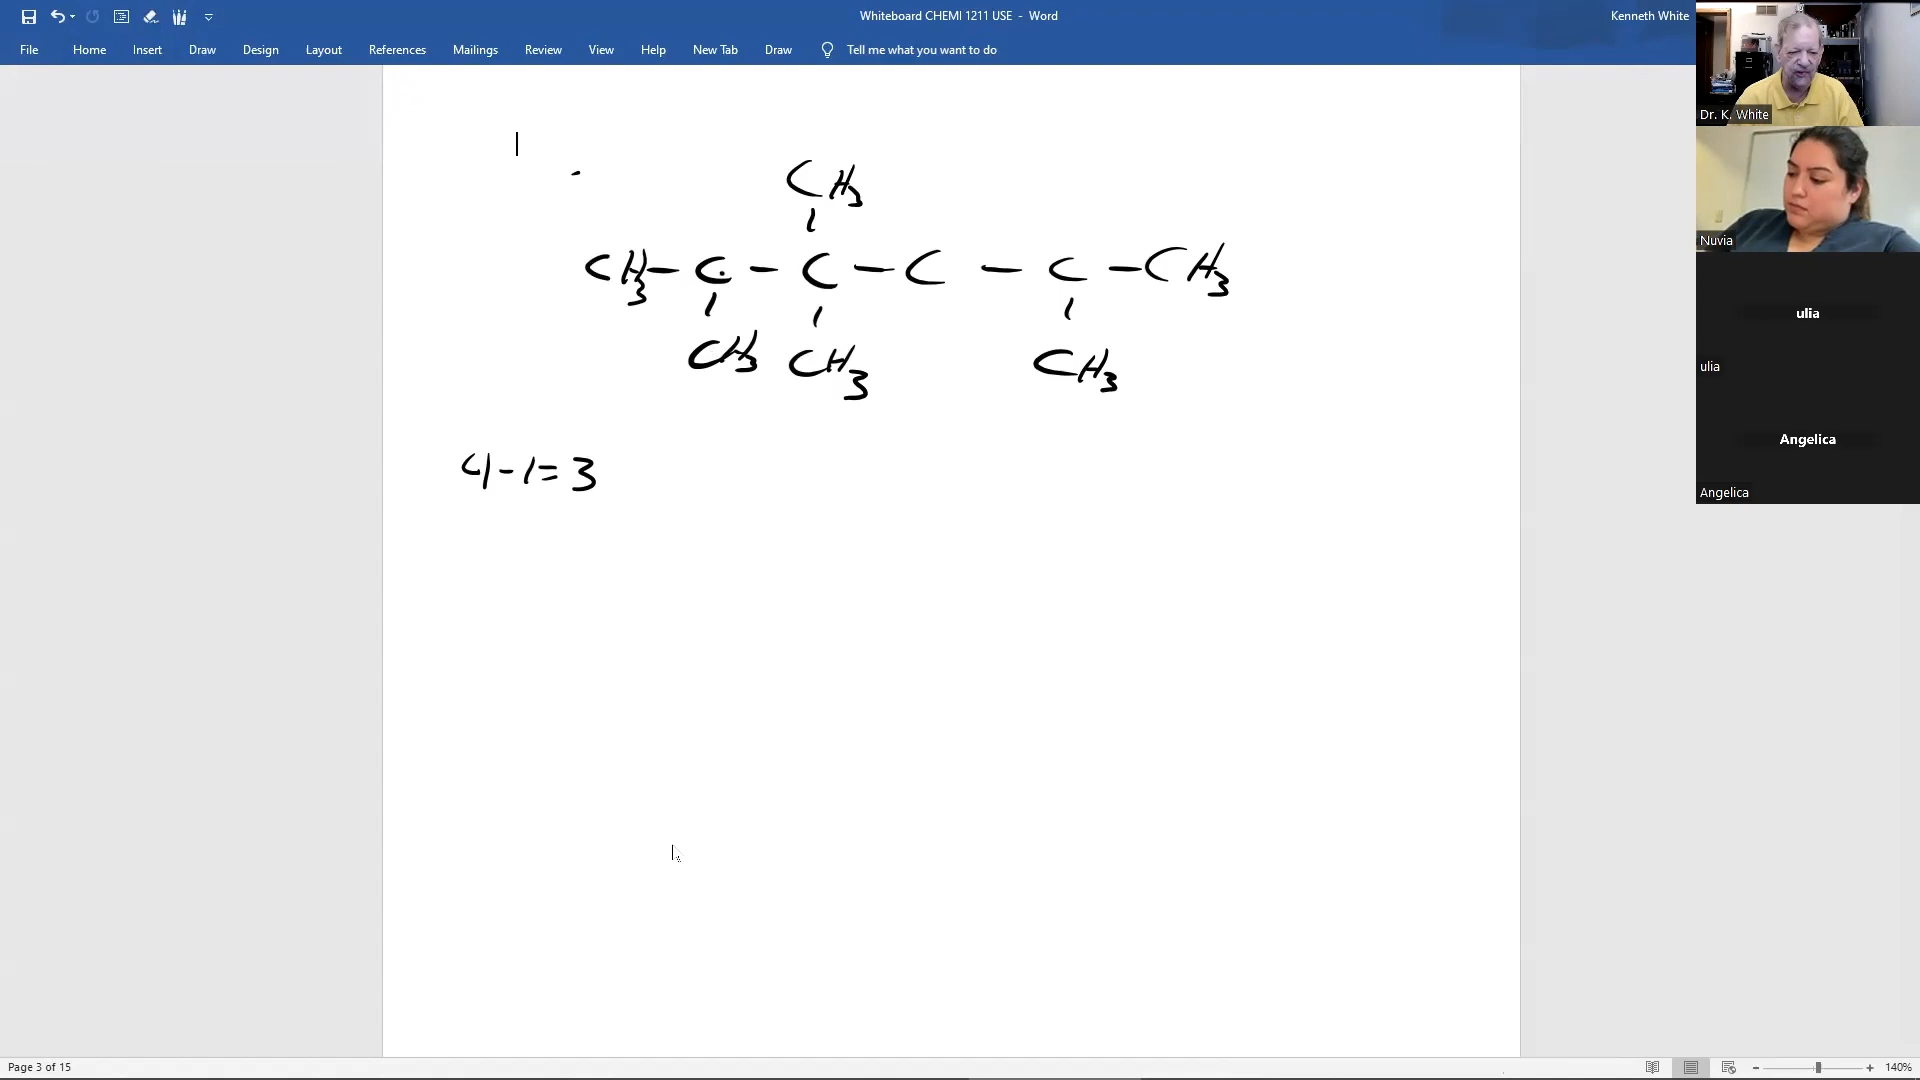 Whiteboard CHEMI 1211 USE - Word
Kenneth White
File Home Insert Draw Design Layout References Mailings Review View Help New Tab Draw Tell me what you want to do
Dr. K. White
Nuvia
ulia
ulia
Angelica
Angelica
CH3
CH3 - C - C - C - C - CH3
CH3 CH3 CH3
4 - 1 = 3
Page 3 of 15
140%